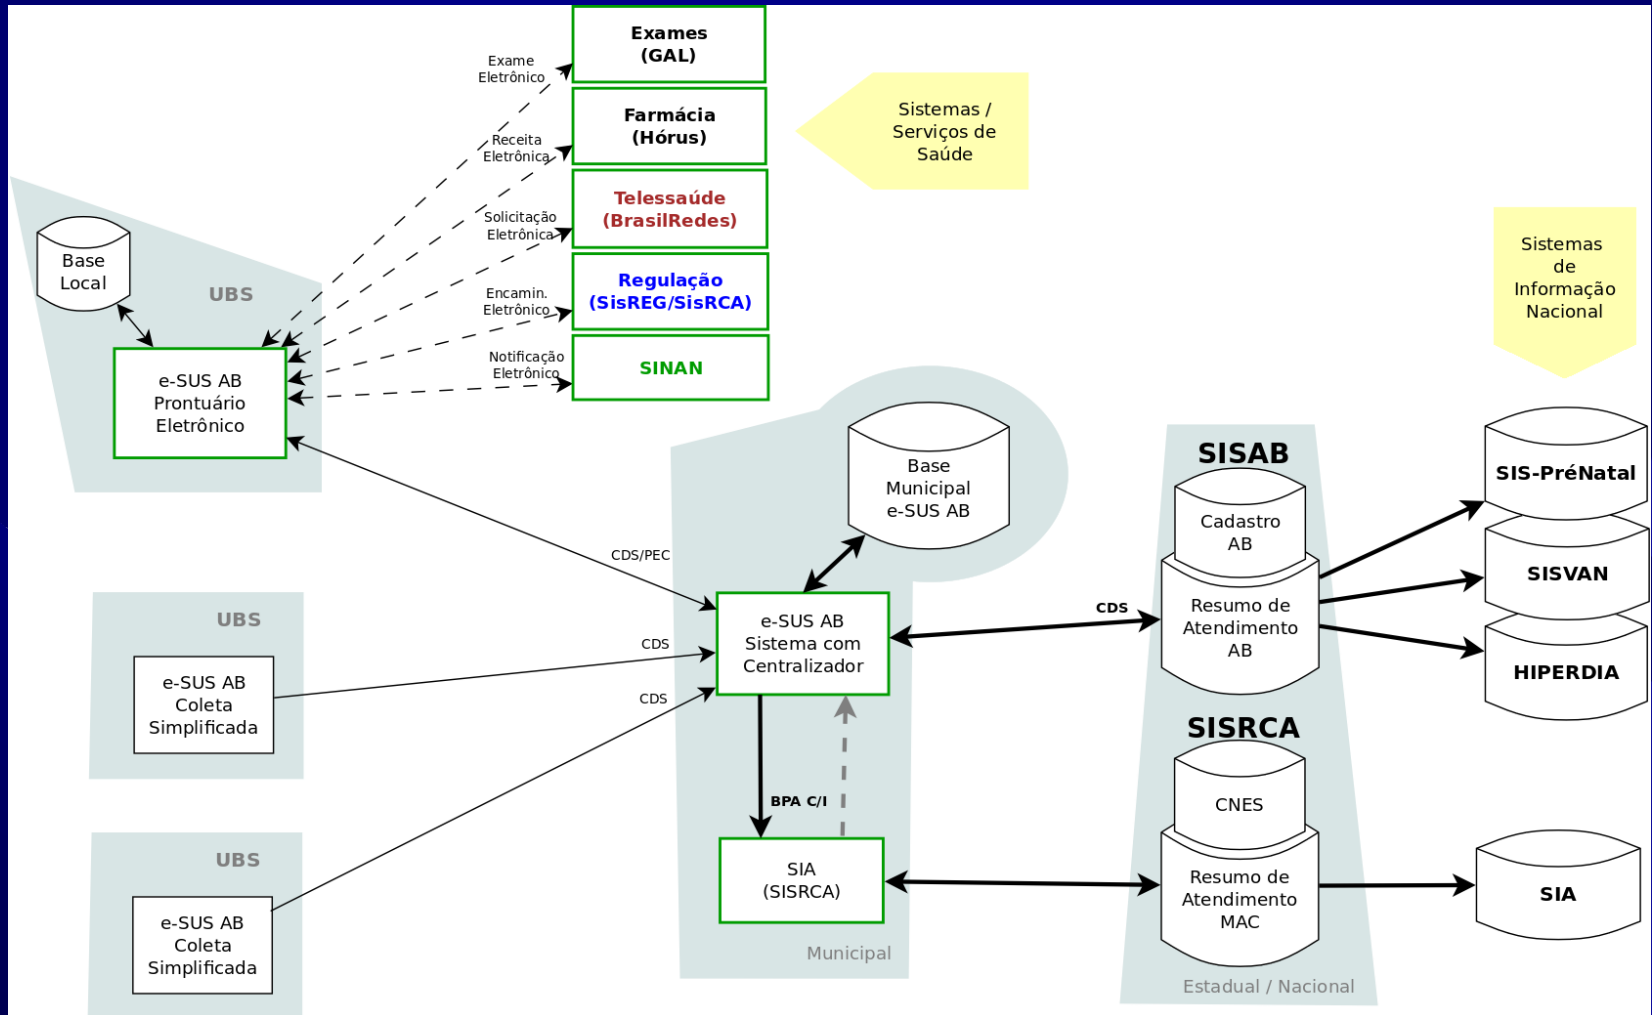 Exames
(GAL)
Exame
Eletrônico
Farmácia
(Hórus)
Receita
Eletrônica
Sistemas /
Serviços de
Saúde
Telessaúde
(BrasilRedes)
Solicitação
Eletrônica
Regulação
(SisREG/SisRCA)
Encamin.
Eletrônico
SINAN
Notificação
Eletrônico
Base
Local
UBS
e-SUS AB
Prontuário
Eletrônico
Sistemas
de
Informação
Nacional
Base
Municipal
e-SUS AB
SISAB
Cadastro
AB
Resumo de
Atendimento
AB
SIS-PréNatal
SISVAN
HIPERDIA
CDS/PEC
CDS
CDS
CDS
UBS
e-SUS AB
Coleta
Simplificada
e-SUS AB
Sistema com
Centralizador
BPA C/I
SISRCA
CNES
Resumo de
Atendimento
MAC
SIA
UBS
e-SUS AB
Coleta
Simplificada
SIA
(SISRCA)
Municipal
Estadual / Nacional